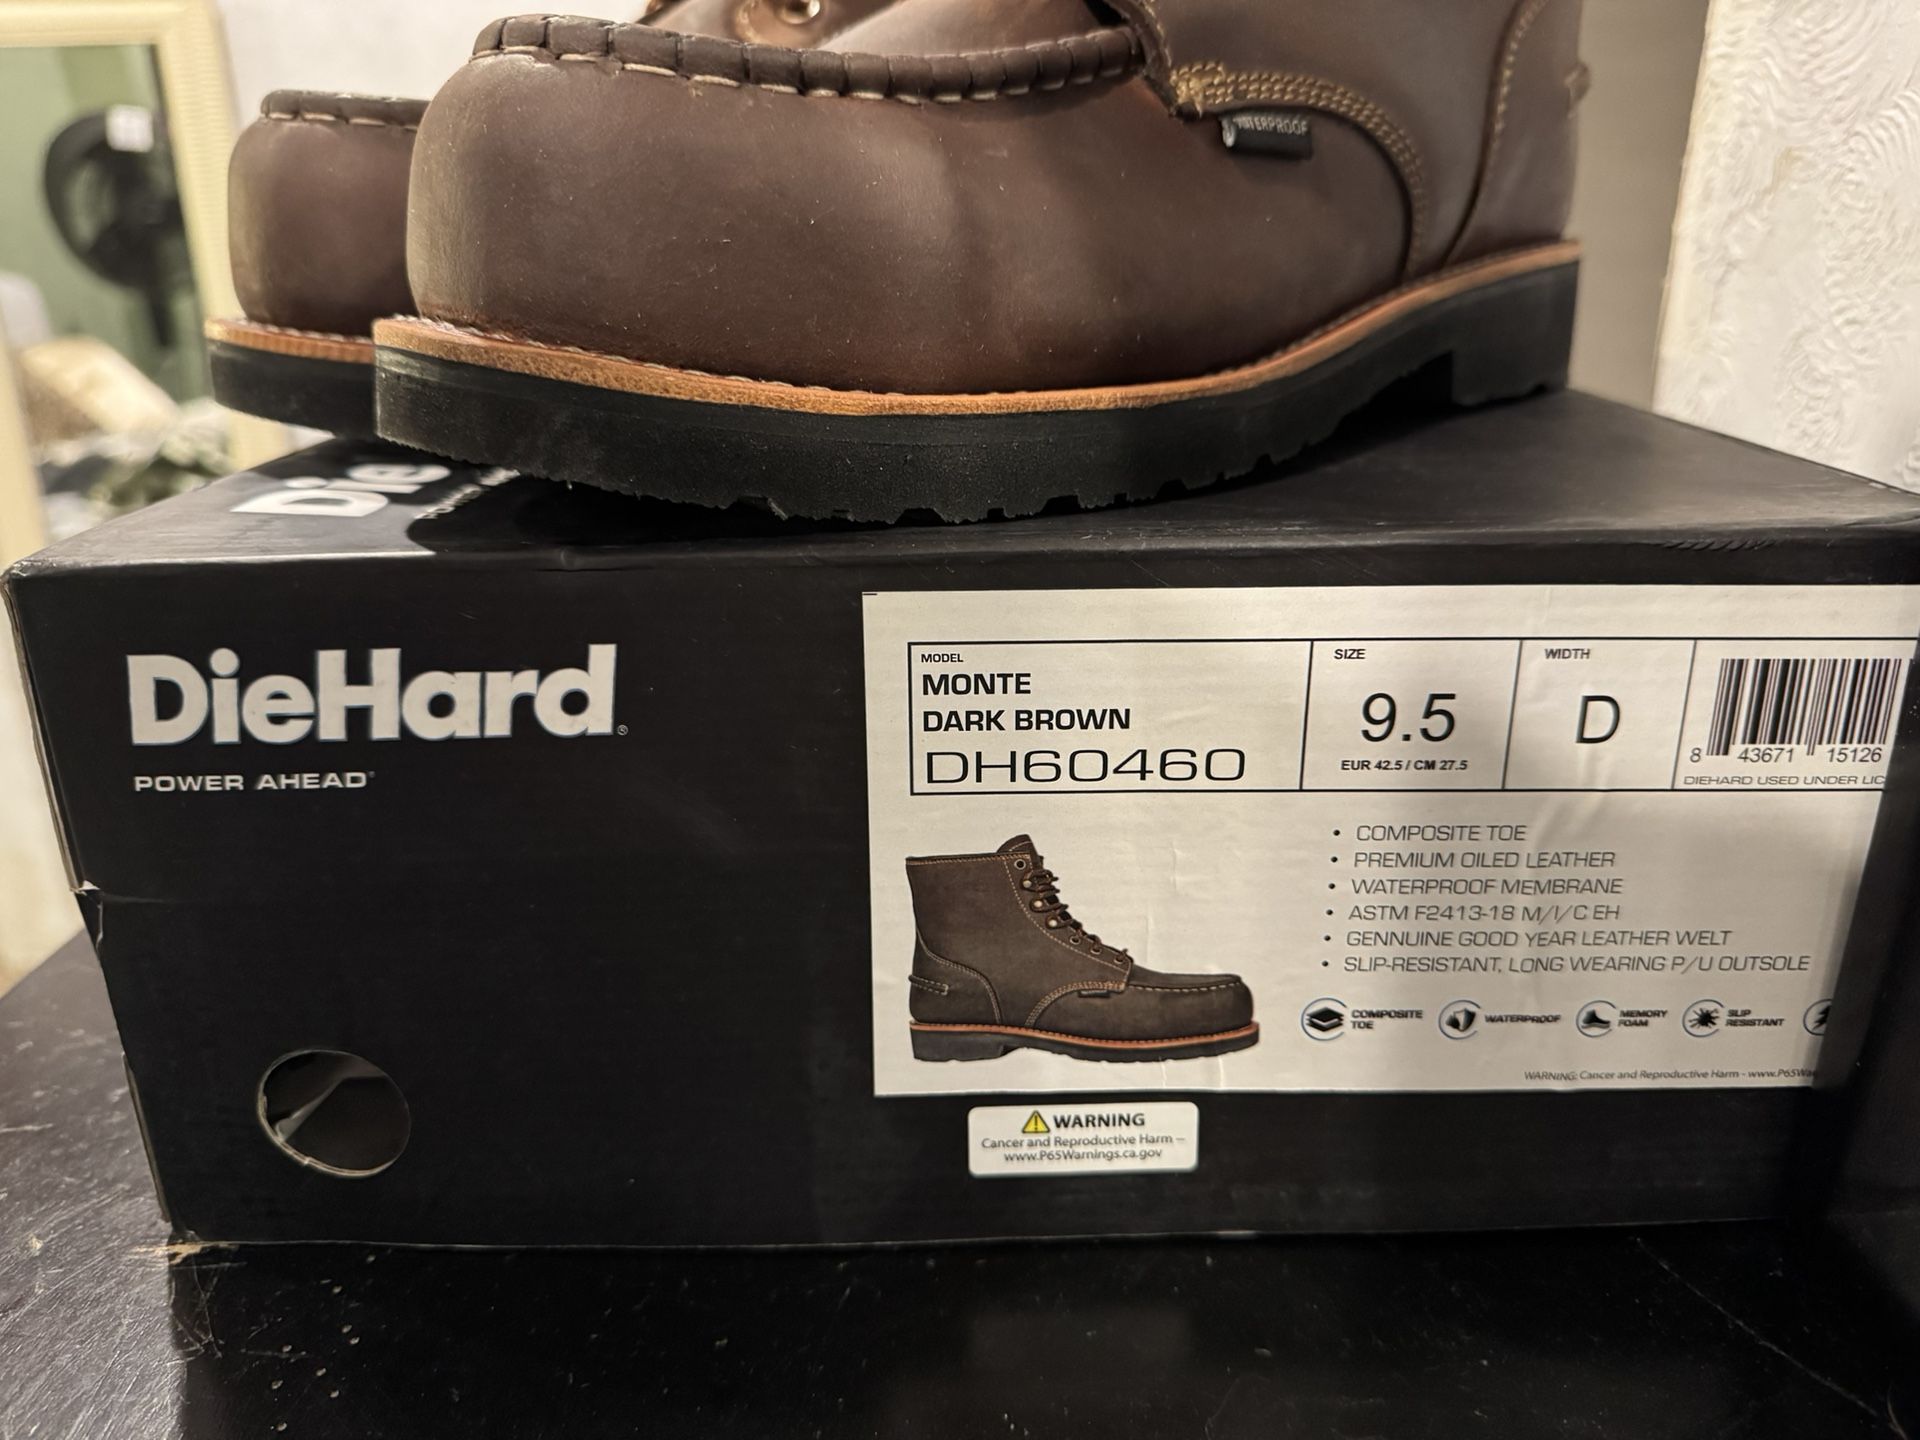 WATERPROOF
Die
DieHard®
POWER AHEAD®
MODEL
MONTE
DARK BROWN
DH60460
SIZE
9.5
EUR 42.5 / CM 27.5
WIDTH
D
8 43671 15126
DIEHARD USED UNDER LIC
• COMPOSITE TOE
• PREMIUM OILED LEATHER
• WATERPROOF MEMBRANE
• ASTM F2413-18 M/I/C EH
• GENNUINE GOOD YEAR LEATHER WELT
• SLIP-RESISTANT, LONG WEARING P/U OUTSOLE
COMPOSITE
TOE
WATERPROOF
MEMORY
FOAM
SLIP
RESISTANT
WARNING: Cancer and Reproductive Harm - www.P65Wa
WARNING
Cancer and Reproductive Harm –
www.P65Warnings.ca.gov